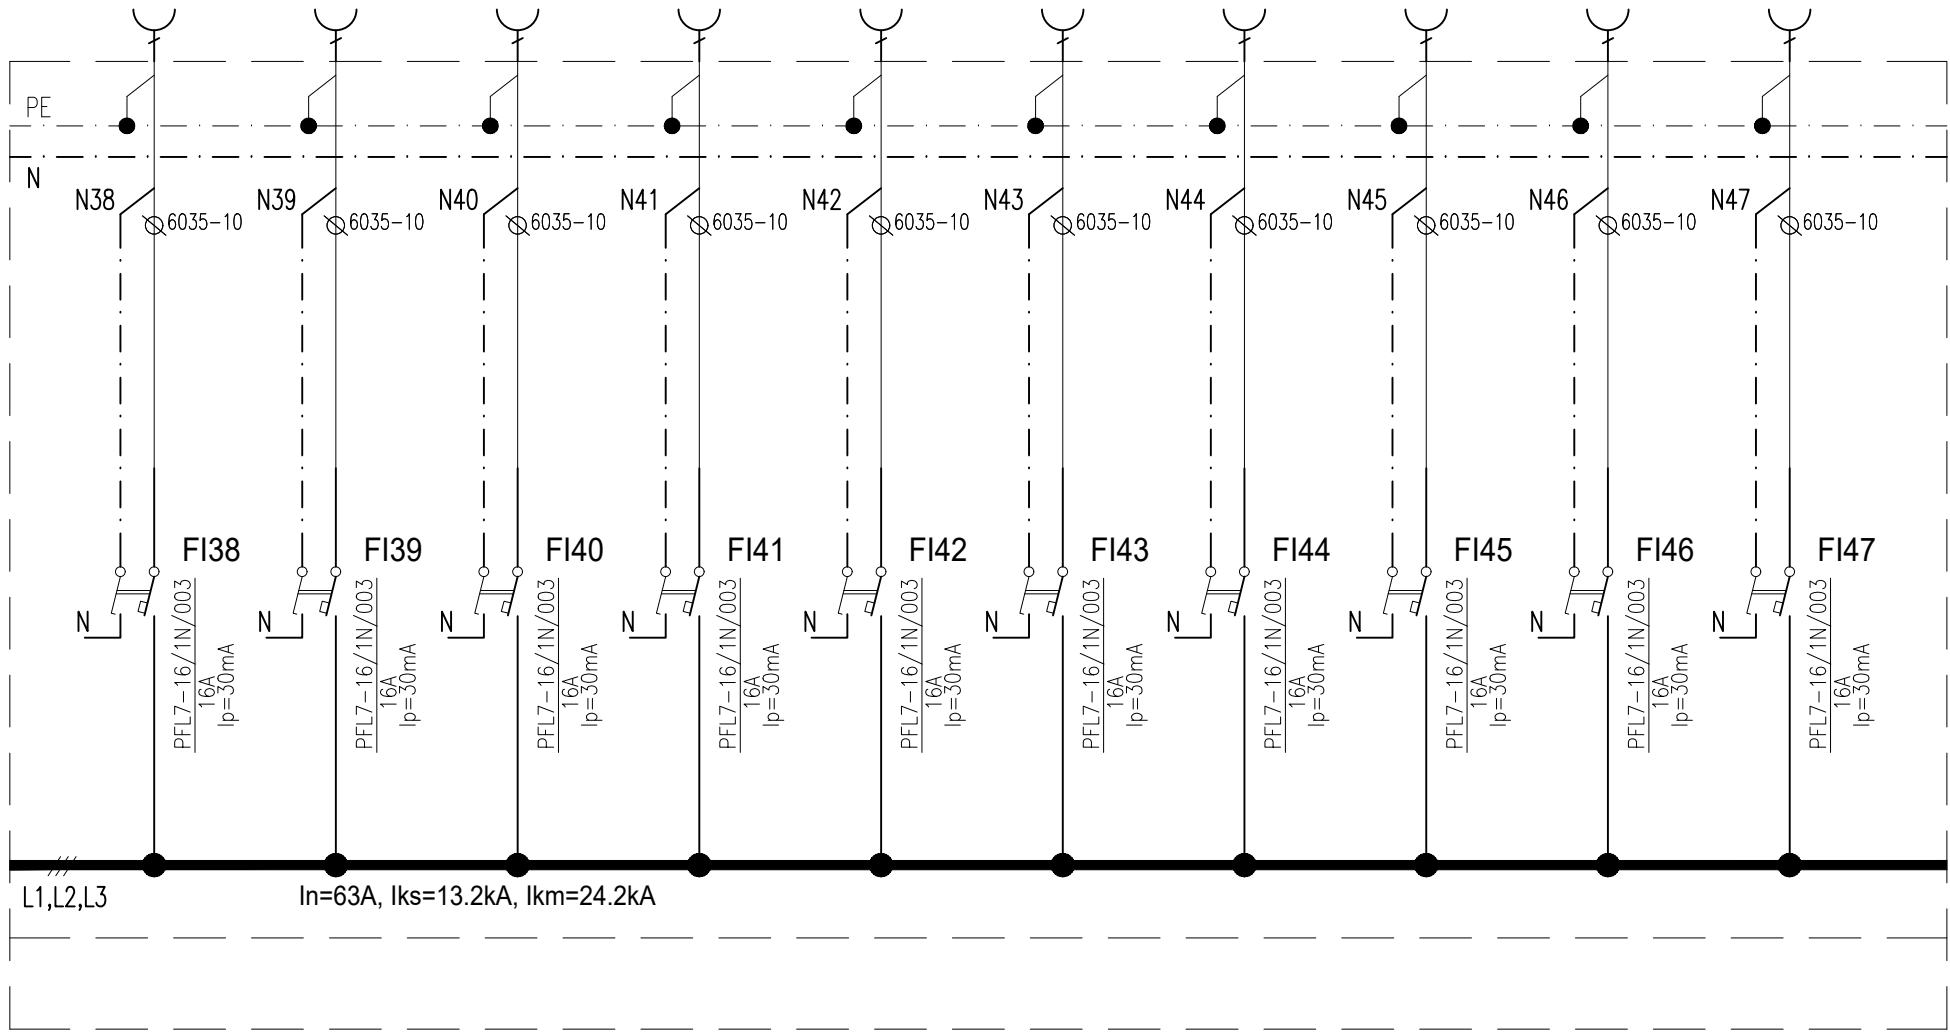 PE
N
N38 N39 N40 N41 N42 N43 N44 N45 N46 N47
6035-10 6035-10 6035-10 6035-10 6035-10 6035-10 6035-10 6035-10 6035-10 6035-10
FI38 FI39 FI40 FI41 FI42 FI43 FI44 FI45 FI46 FI47
N N N N N N N N N N
PFL7-16/1N/003
16A
Ip=30mA
PFL7-16/1N/003
16A
Ip=30mA
PFL7-16/1N/003
16A
Ip=30mA
PFL7-16/1N/003
16A
Ip=30mA
PFL7-16/1N/003
16A
Ip=30mA
PFL7-16/1N/003
16A
Ip=30mA
PFL7-16/1N/003
16A
Ip=30mA
PFL7-16/1N/003
16A
Ip=30mA
PFL7-16/1N/003
16A
Ip=30mA
PFL7-16/1N/003
16A
Ip=30mA
L1,L2,L3
In=63A, Iks=13.2kA, Ikm=24.2kA